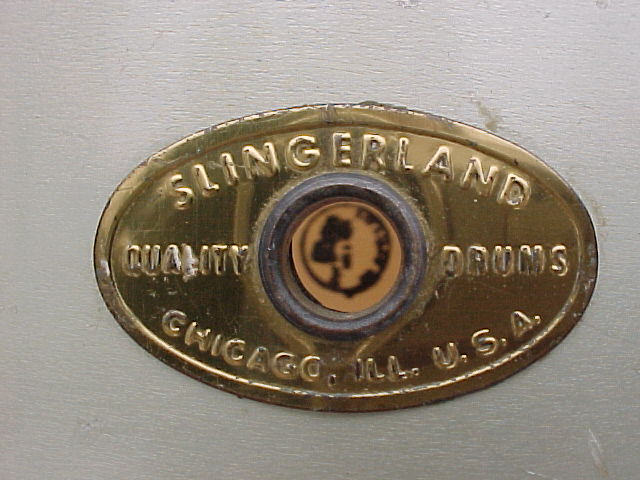 SLINGERLAND
QUALITY DRUMS
CHICAGO, ILL. U.S.A.